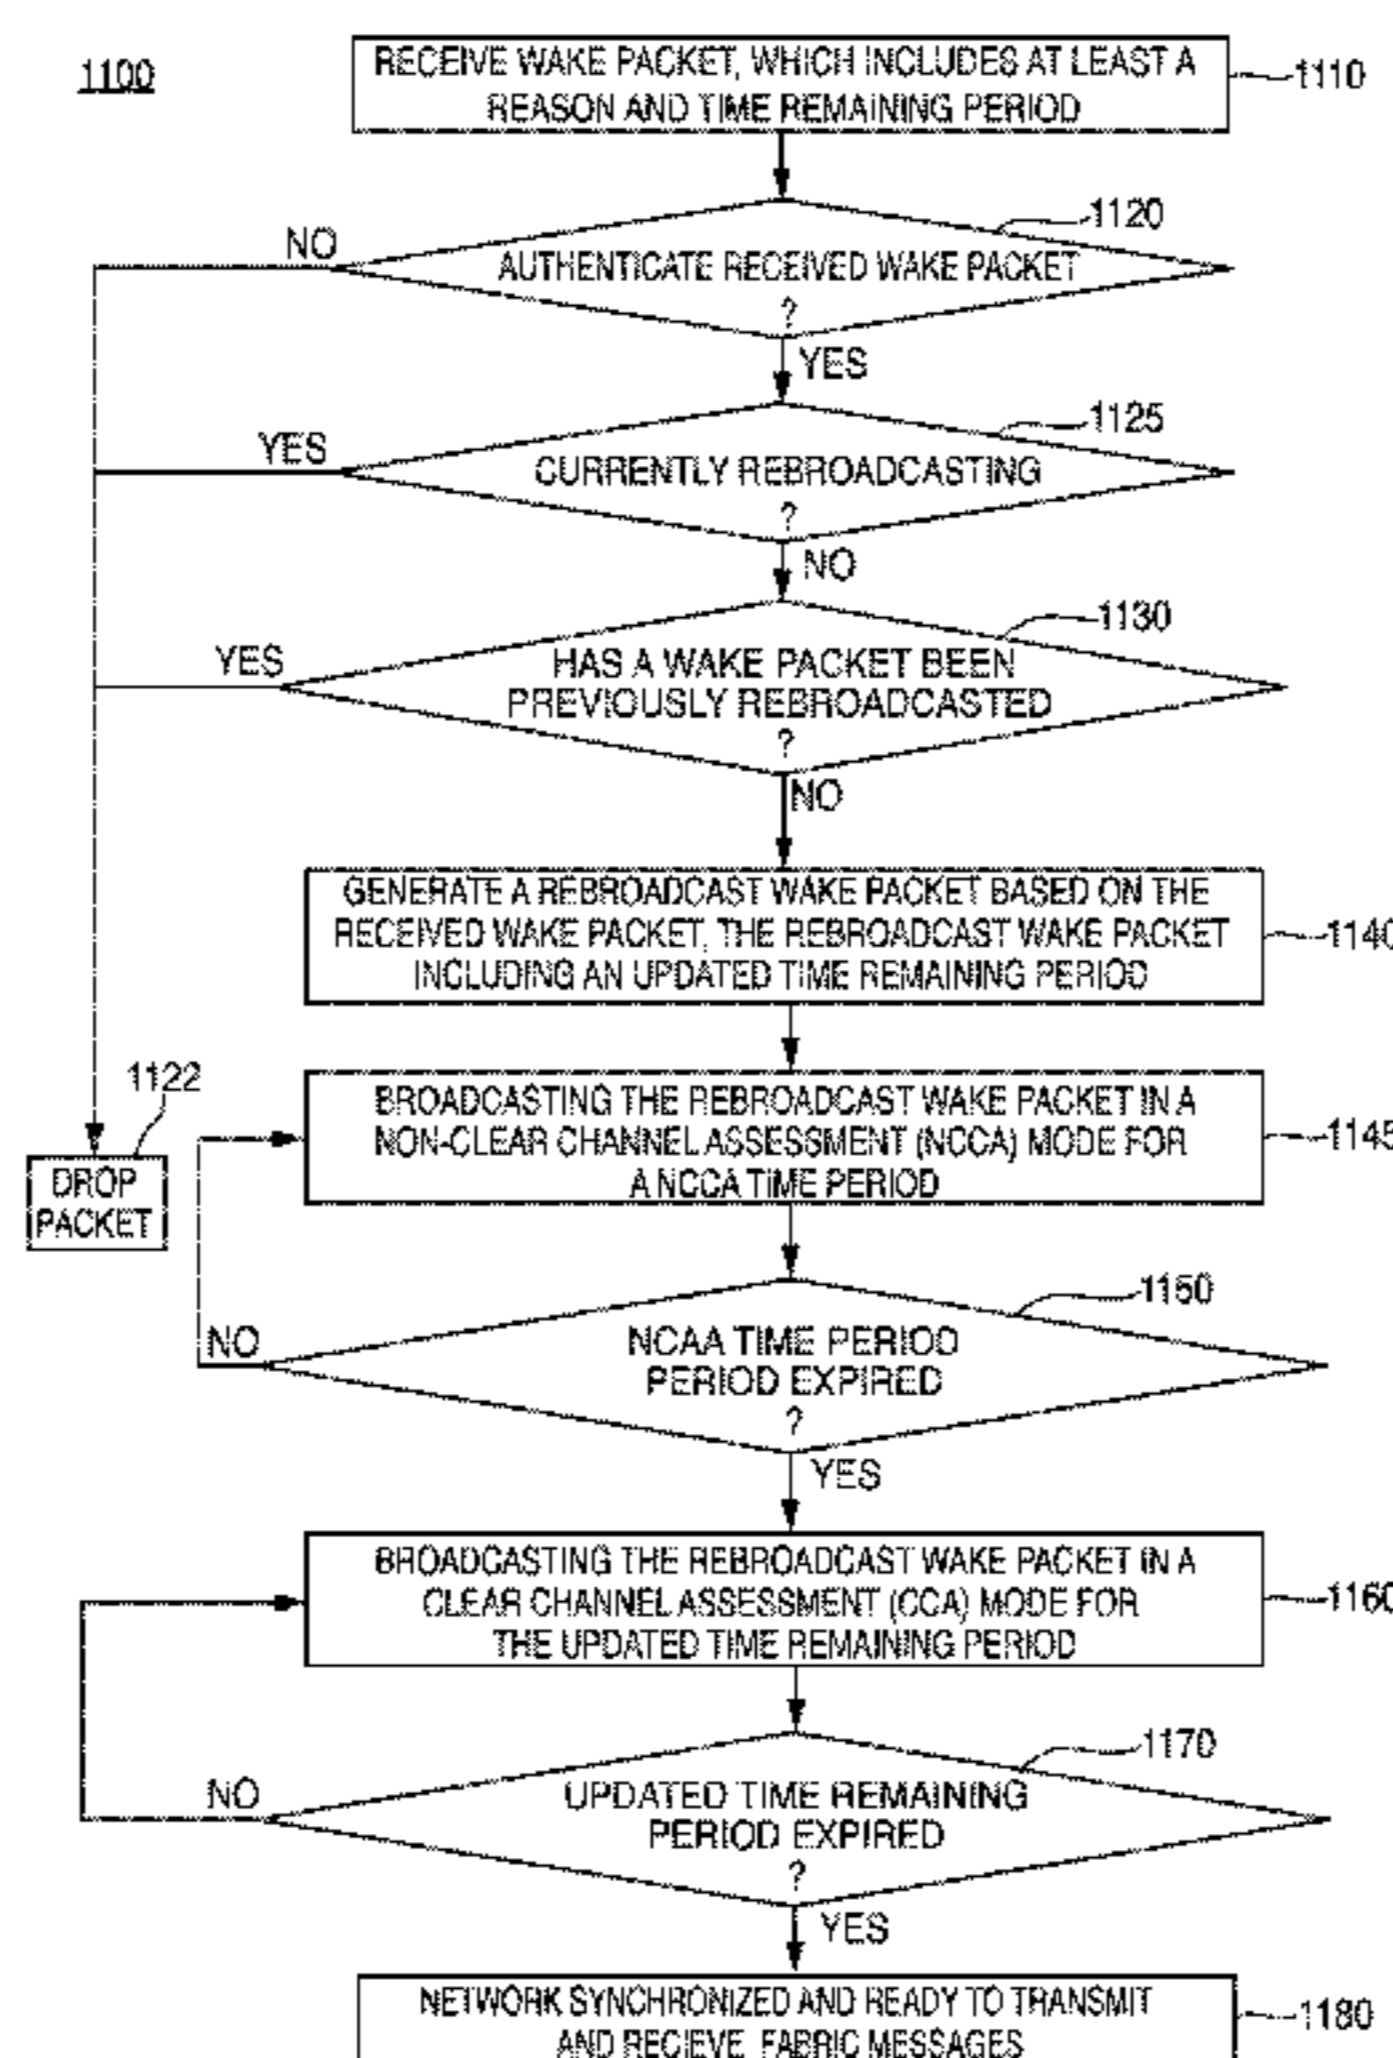 1100
RECEIVE WAKE PACKET, WHICH INCLUDES AT LEAST A
REASON AND TIME REMAINING PERIOD
1110
1120
NO
AUTHENTICATE RECEIVED WAKE PACKET
?
YES
1125
YES
CURRENTLY REBROADCASTING
?
NO
1130
YES
HAS A WAKE PACKET BEEN
PREVIOUSLY REBROADCASTED
?
NO
GENERATE A REBROADCAST WAKE PACKET BASED ON THE
RECEIVED WAKE PACKET, THE REBROADCAST WAKE PACKET
INCLUDING AN UPDATED TIME REMAINING PERIOD
1140
1122
DROP
PACKET
BROADCASTING THE REBROADCAST WAKE PACKET IN A
NON-CLEAR CHANNEL ASSESSMENT (NCCA) MODE FOR
A NCCA TIME PERIOD
1145
1150
NO
NCAA TIME PERIOD
PERIOD EXPIRED
?
YES
BROADCASTING THE REBROADCAST WAKE PACKET IN A
CLEAR CHANNEL ASSESSMENT (CCA) MODE FOR
THE UPDATED TIME REMAINING PERIOD
1160
1170
NO
UPDATED TIME REMAINING
PERIOD EXPIRED
?
YES
NETWORK SYNCHRONIZED AND READY TO TRANSMIT
AND RECIEVE FABRIC MESSAGES
1180